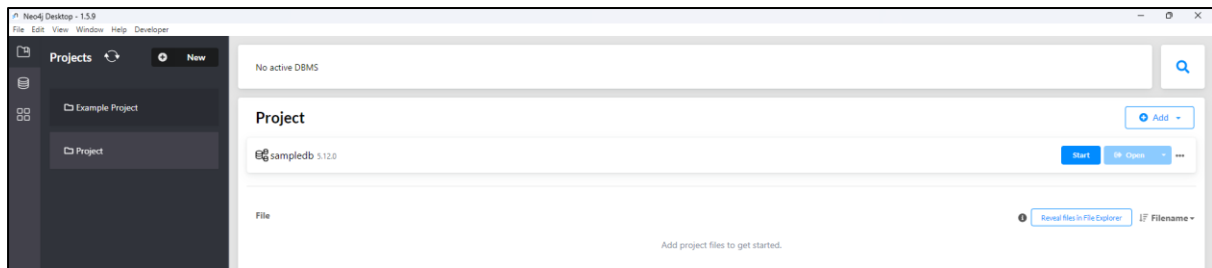 Neo4j Desktop - 1.5.9
File Edit View Window Help Developer
Projects
New
Example Project
Project
No active DBMS
Project
Add
sampledb 5.12.0
Start
Open
File
Reveal files in File Explorer
Filename
Add project files to get started.